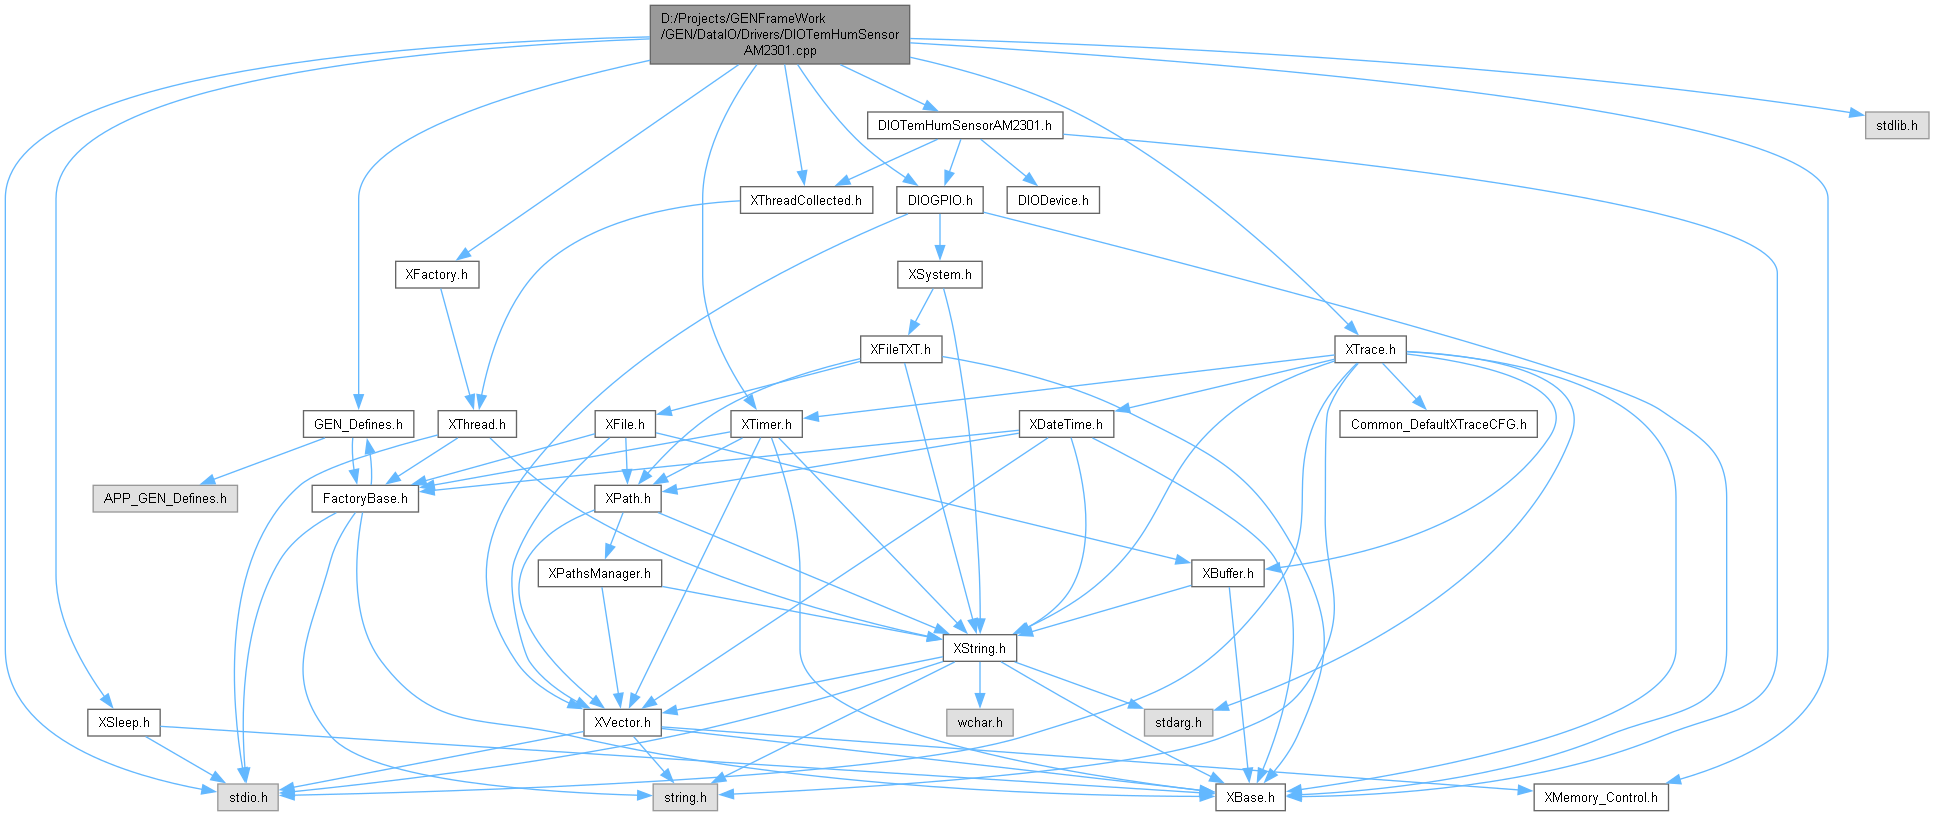 D:/Projects/GENFrameWork
/GEN/DataIO/Drivers/DIOTemHumSensor
AM2301.cpp
DIOTemHumSensorAM2301.h
stdlib.h
XThreadCollected.h
DIOGPIO.h
DIODevice.h
XFactory.h
XSystem.h
XFileTXT.h
XTrace.h
GEN_Defines.h
XThread.h
XFile.h
XTimer.h
XDateTime.h
Common_DefaultXTraceCFG.h
APP_GEN_Defines.h
FactoryBase.h
XPath.h
XPathsManager.h
XBuffer.h
XString.h
XSleep.h
XVector.h
wchar.h
stdarg.h
stdio.h
string.h
XBase.h
XMemory_Control.h